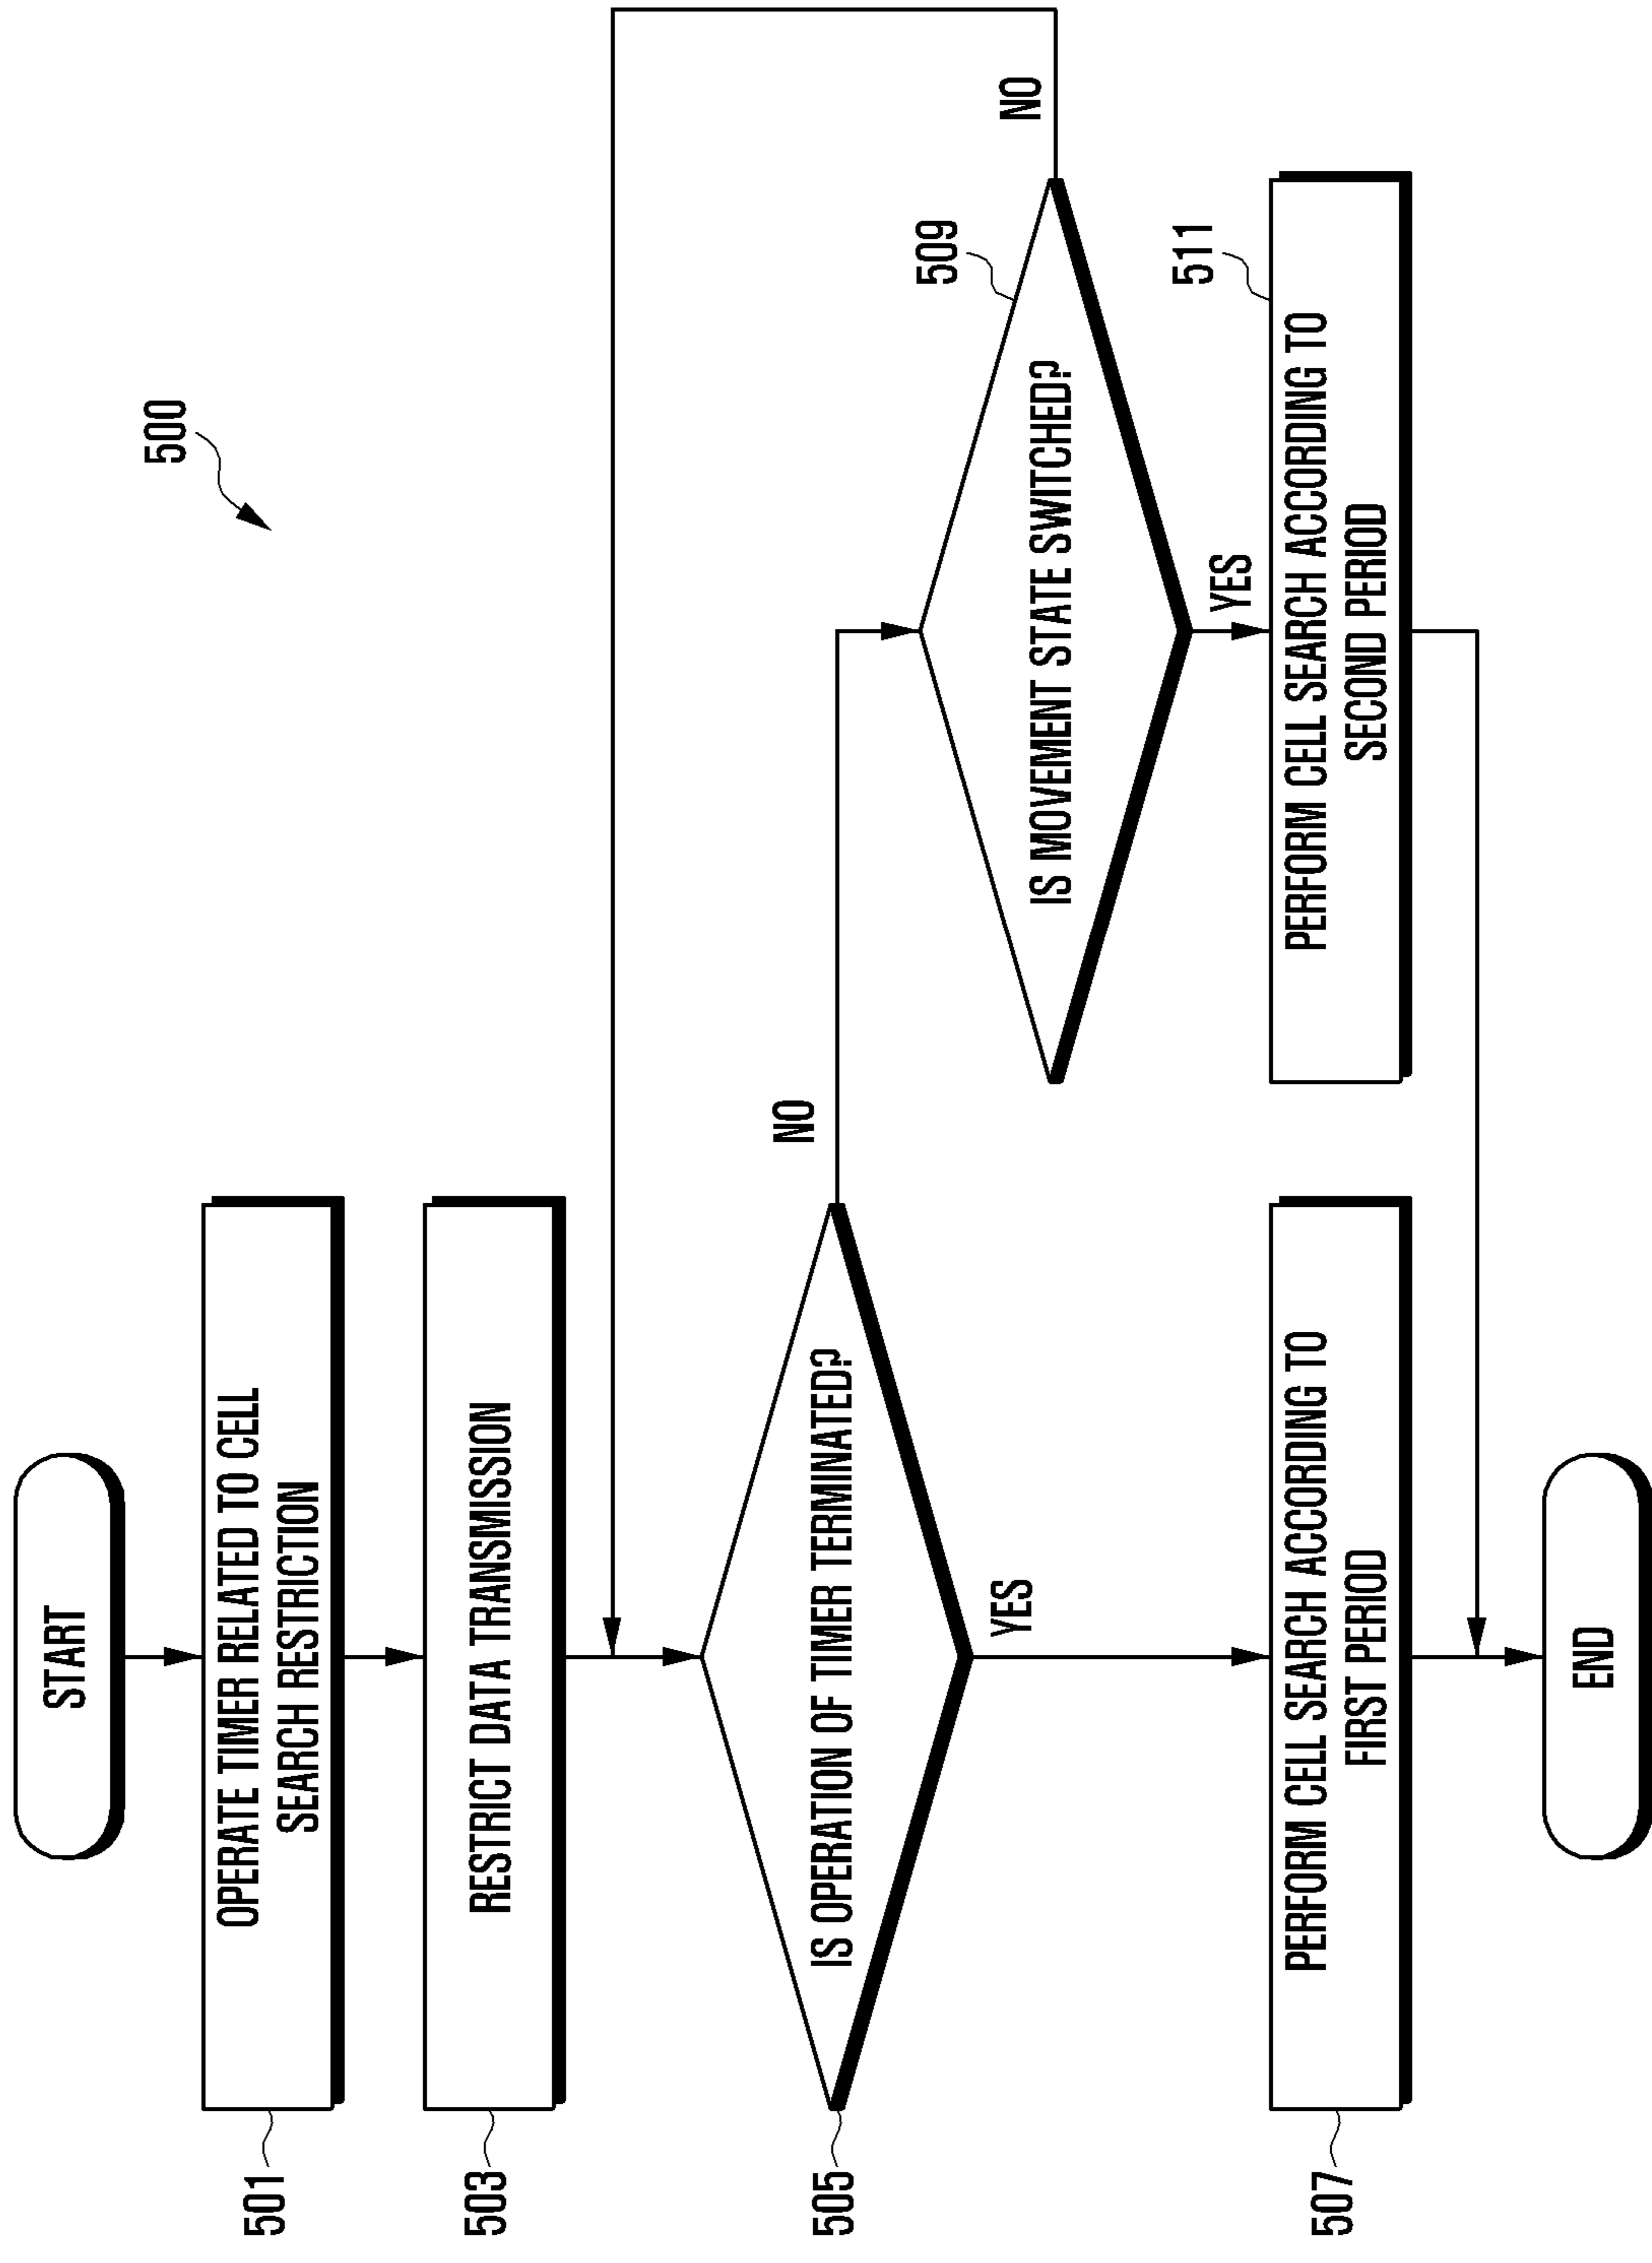 500
START
501
OPERATE TIMER RELATED TO CELL
SEARCH RESTRICTION
503
RESTRICT DATA TRANSMISSION
505
IS OPERATION OF TIMER TERMINATED?
NO
YES
509
IS MOVEMENT STATE SWITCHED?
NO
YES
507
PERFORM CELL SEARCH ACCORDING TO
FIRST PERIOD
511
PERFORM CELL SEARCH ACCORDING TO
SECOND PERIOD
END